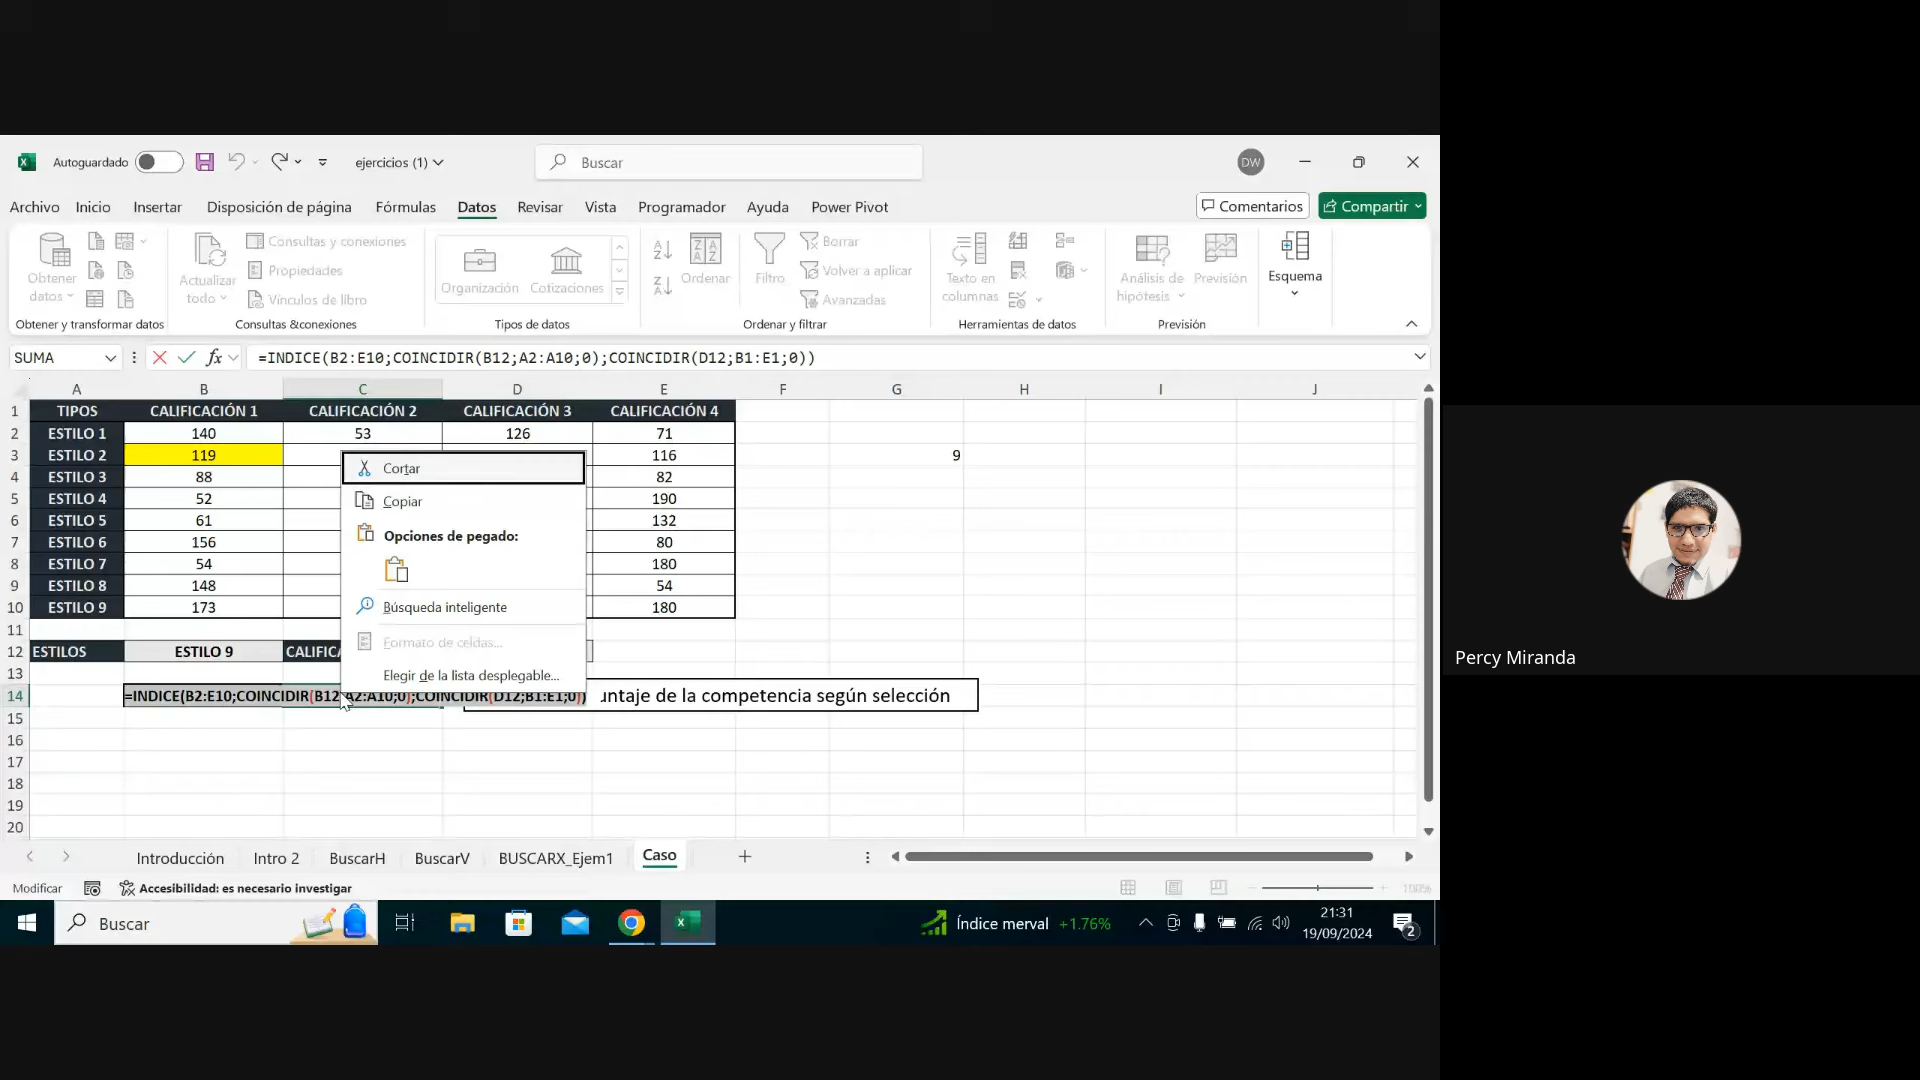 Autoguardado
ejercicios (1)
Buscar
DW
Archivo Inicio Insertar Disposición de página Fórmulas Datos Revisar Vista Programador Ayuda Power Pivot
Comentarios
Compartir
Obtener datos
Actualizar todo
Consultas y conexiones
Propiedades
Vínculos de libro
Organización
Cotizaciones
Ordenar
Filtro
Borrar
Volver a aplicar
Avanzadas
Texto en columnas
Análisis de hipótesis
Previsión
Esquema
Obtener y transformar datos
Consultas &conexiones
Tipos de datos
Ordenar y filtrar
Herramientas de datos
Previsión
SUMA
fx
=INDICE(B2:E10;COINCIDIR(B12;A2:A10;0);COINCIDIR(D12;B1:E1;0))
A B C D E F G H I J
1 TIPOS CALIFICACIÓN 1 CALIFICACIÓN 2 CALIFICACIÓN 3 CALIFICACIÓN 4
2 ESTILO 1 140 53 126 71
3 ESTILO 2 119 116 9
4 ESTILO 3 88 82
5 ESTILO 4 52 190
6 ESTILO 5 61 132
7 ESTILO 6 156 80
8 ESTILO 7 54 180
9 ESTILO 8 148 54
10 ESTILO 9 173 180
11
12 ESTILOS ESTILO 9 CALIFICA
13
14 =INDICE(B2:E10;COINCIDIR(B12;A2:A10;0);COINCIDIR(D12;B1:E1;0)) untaje de la competencia según selección
15
16
17
18
19
20
Cortar
Copiar
Opciones de pegado:
Búsqueda inteligente
Formato de celdas...
Elegir de la lista desplegable...
Introducción Intro 2 BuscarH BuscarV BUSCARX_Ejem1 Caso
Modificar
Accesibilidad: es necesario investigar
100%
Buscar
Índice merval +1.76%
21:31
19/09/2024
2
Percy Miranda